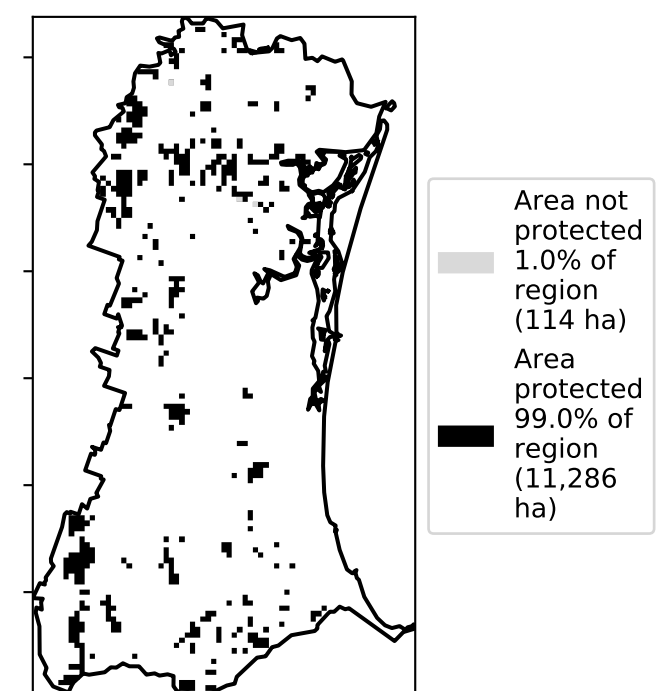 Area not
protected
1.0% of
region
(114 ha)
Area
protected
99.0% of
region
(11,286
ha)